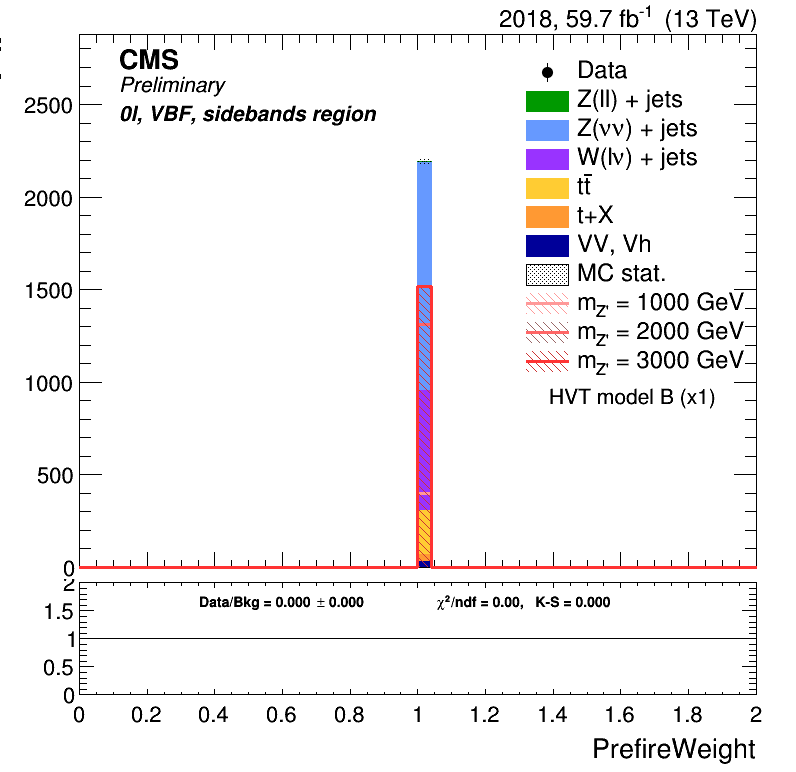 2018, 59.7 fb⁻¹ (13 TeV)
CMS
Preliminary
0l, VBF, sidebands region
Data
Z(ll) + jets
Z(νν) + jets
W(lν) + jets
tt̄
t+X
VV, Vh
MC stat.
m_Z' = 1000 GeV
m_Z' = 2000 GeV
m_Z' = 3000 GeV
HVT model B (x1)
2500
2000
1500
1000
500
0
Data/Bkg = 0.000 ± 0.000 χ²/ndf = 0.00, K-S = 0.000
2
1.5
1
0.5
0
0 0.2 0.4 0.6 0.8 1 1.2 1.4 1.6 1.8 2
PrefireWeight